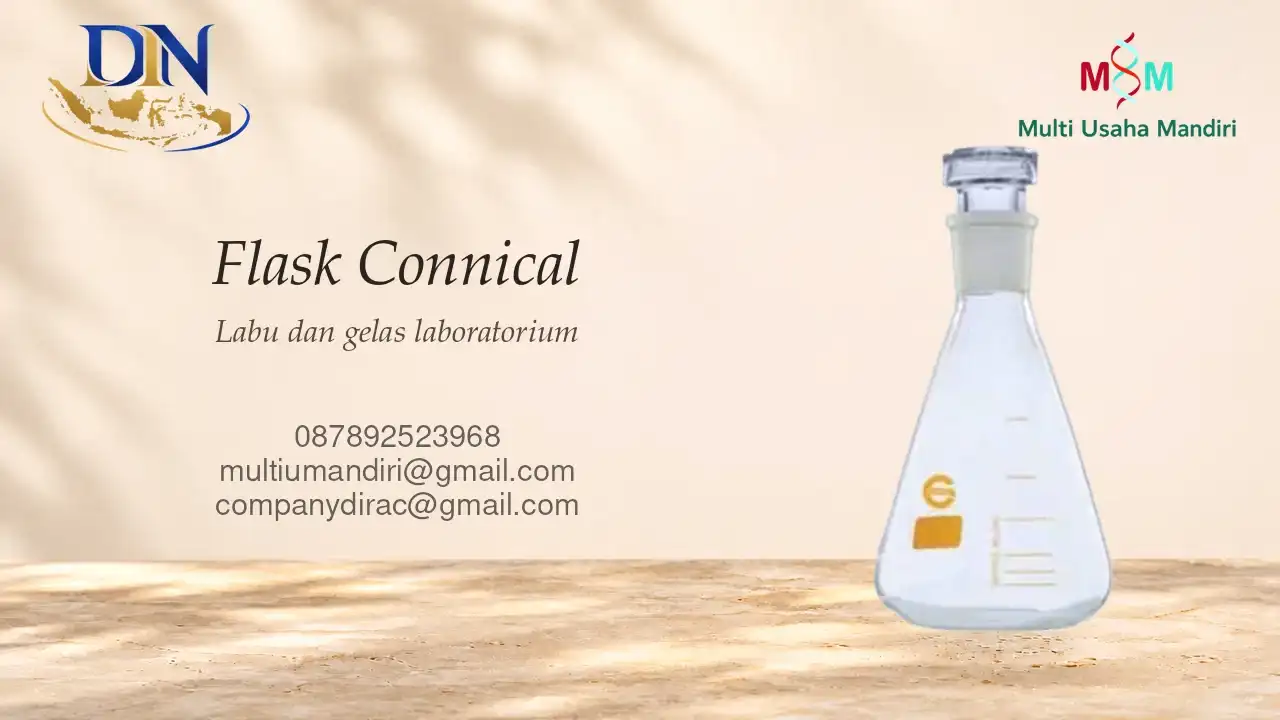 DN
MSM
Multi Usaha Mandiri
Flask Connical
Labu dan gelas laboratorium
087892523968
multiumandiri@gmail.com
companydirac@gmail.com